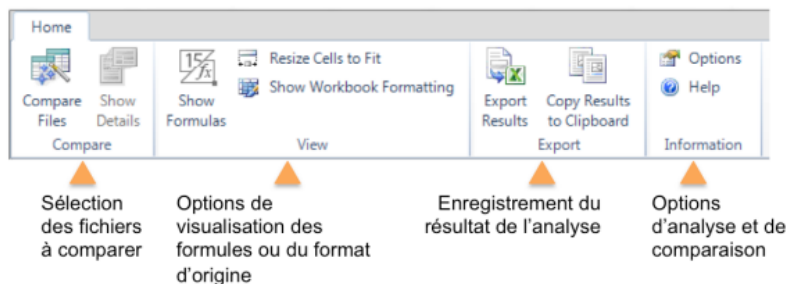 Home
Compare Files
Show Details
Compare
15
fx
Show Formulas
Resize Cells to Fit
Show Workbook Formatting
View
Export Results
Copy Results to Clipboard
Export
Options
Help
Information
Sélection
des fichiers
à comparer
Options de
visualisation des
formules ou du format
d'origine
Enregistrement du
résultat de l'analyse
Options
d'analyse et de
comparaison